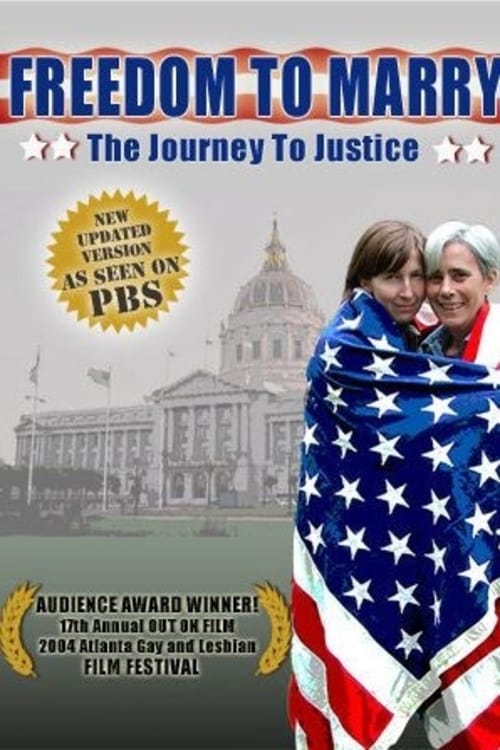 FREEDOM TO MARRY
The Journey To Justice
NEW
UPDATED
VERSION
AS SEEN ON
PBS
AUDIENCE AWARD WINNER!
17th Annual OUT ON FILM
2004 Atlanta Gay and Lesbian
FILM FESTIVAL